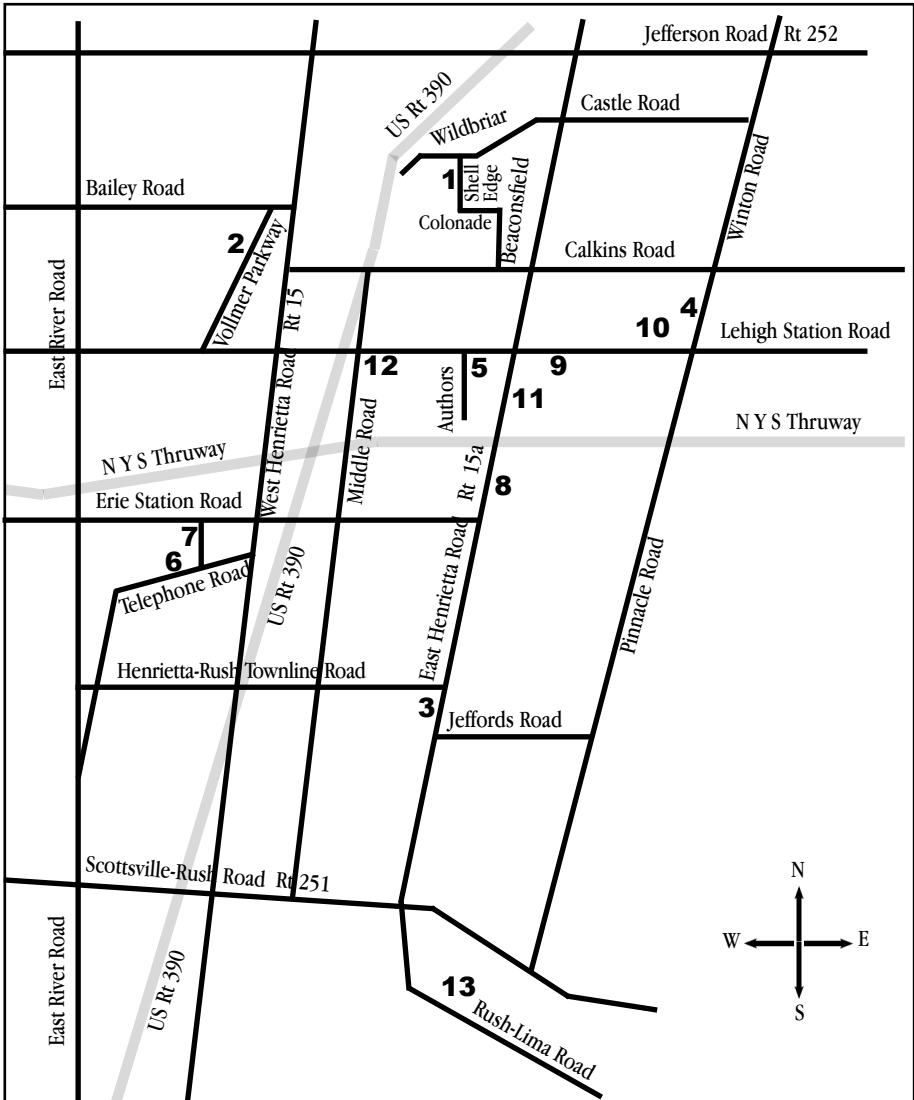 Jefferson Road Rt 252
US Rt 390
Wildbriar
Castle Road
1
Shell
Edge
Beaconsfield
Winton Road
Bailey Road
Colonade
2
Vollmer Parkway
Calkins Road
East River Road
Rt 15
4
10
Lehigh Station Road
12
5
9
Authors
11
West Henrietta Road
Middle Road
N Y S Thruway
N Y S Thruway
Rt 15a
8
Erie Station Road
7
6
Telephone Road
US Rt 390
East Henrietta Road
Pinnacle Road
Henrietta-Rush Townline Road
3
Jeffords Road
Scottsville-Rush Road Rt 251
N
W
E
S
East River Road
US Rt 390
13
Rush-Lima Road